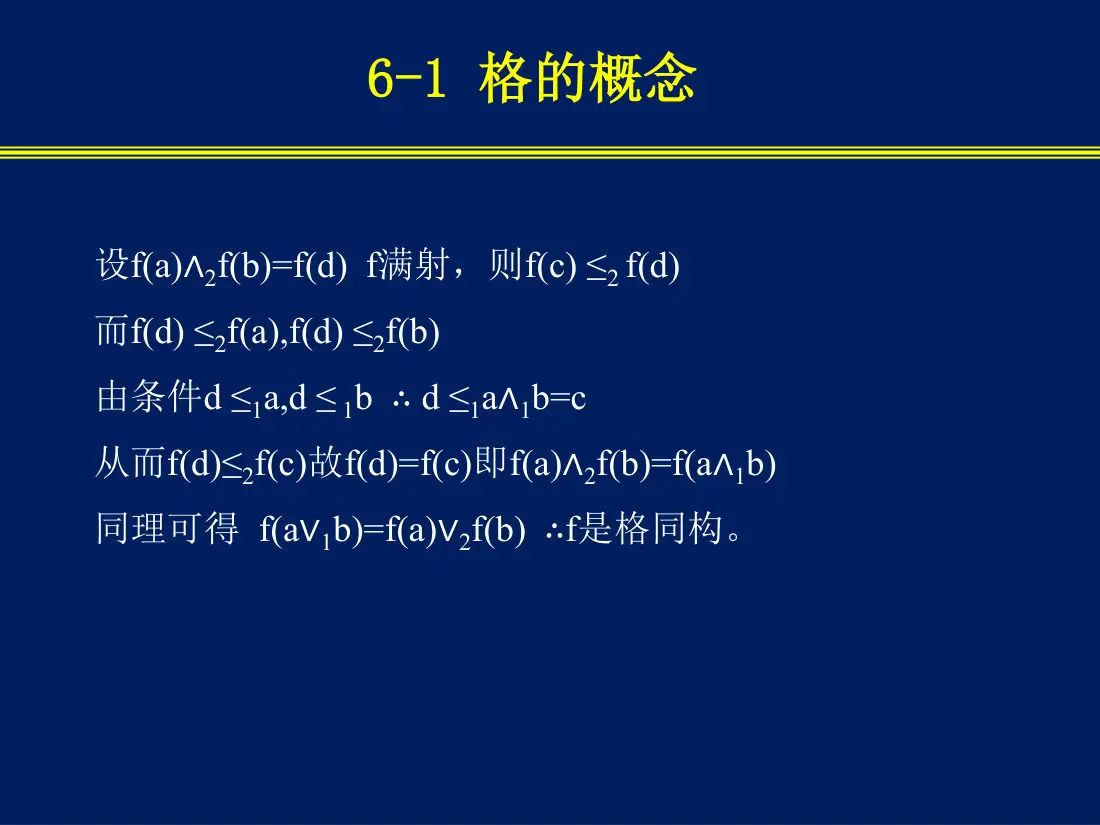 6-1 格的概念
设f(a)∧₂f(b)=f(d) f满射，则f(c) ≤₂ f(d)
而f(d) ≤₂f(a),f(d) ≤₂f(b)
由条件d ≤₁a,d ≤ ₁b ∴ d ≤₁a∧₁b=c
从而f(d)≤₂f(c)故f(d)=f(c)即f(a)∧₂f(b)=f(a∧₁b)
同理可得 f(a∨₁b)=f(a)∨₂f(b) ∴f是格同构。